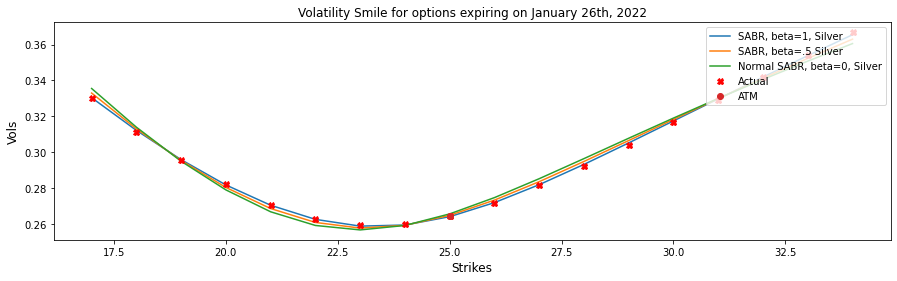 Volatility Smile for options expiring on January 26th, 2022
SABR, beta=1, Silver
SABR, beta=.5 Silver
Normal SABR, beta=0, Silver
Actual
ATM
Vols
0.36
0.34
0.32
0.30
0.28
0.26
17.5
20.0
22.5
25.0
27.5
30.0
32.5
Strikes